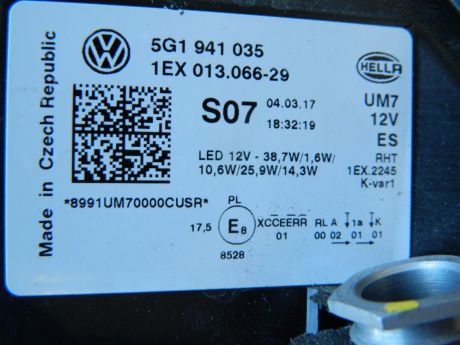 Made in Czech Republic
VW
5G1 941 035
1EX 013.066-29
HELLA
S07
04.03.17
18:32:19
UM7
12V
ES
RHT
1EX.2245
K-var1
LED 12V - 38,7W/1,6W/
10,6W/25,9W/14,3W
*8991UM70000CUSR*
PL
17,5
E8
XCCEERR RL A 1a K
01 00 02 01 01
8528